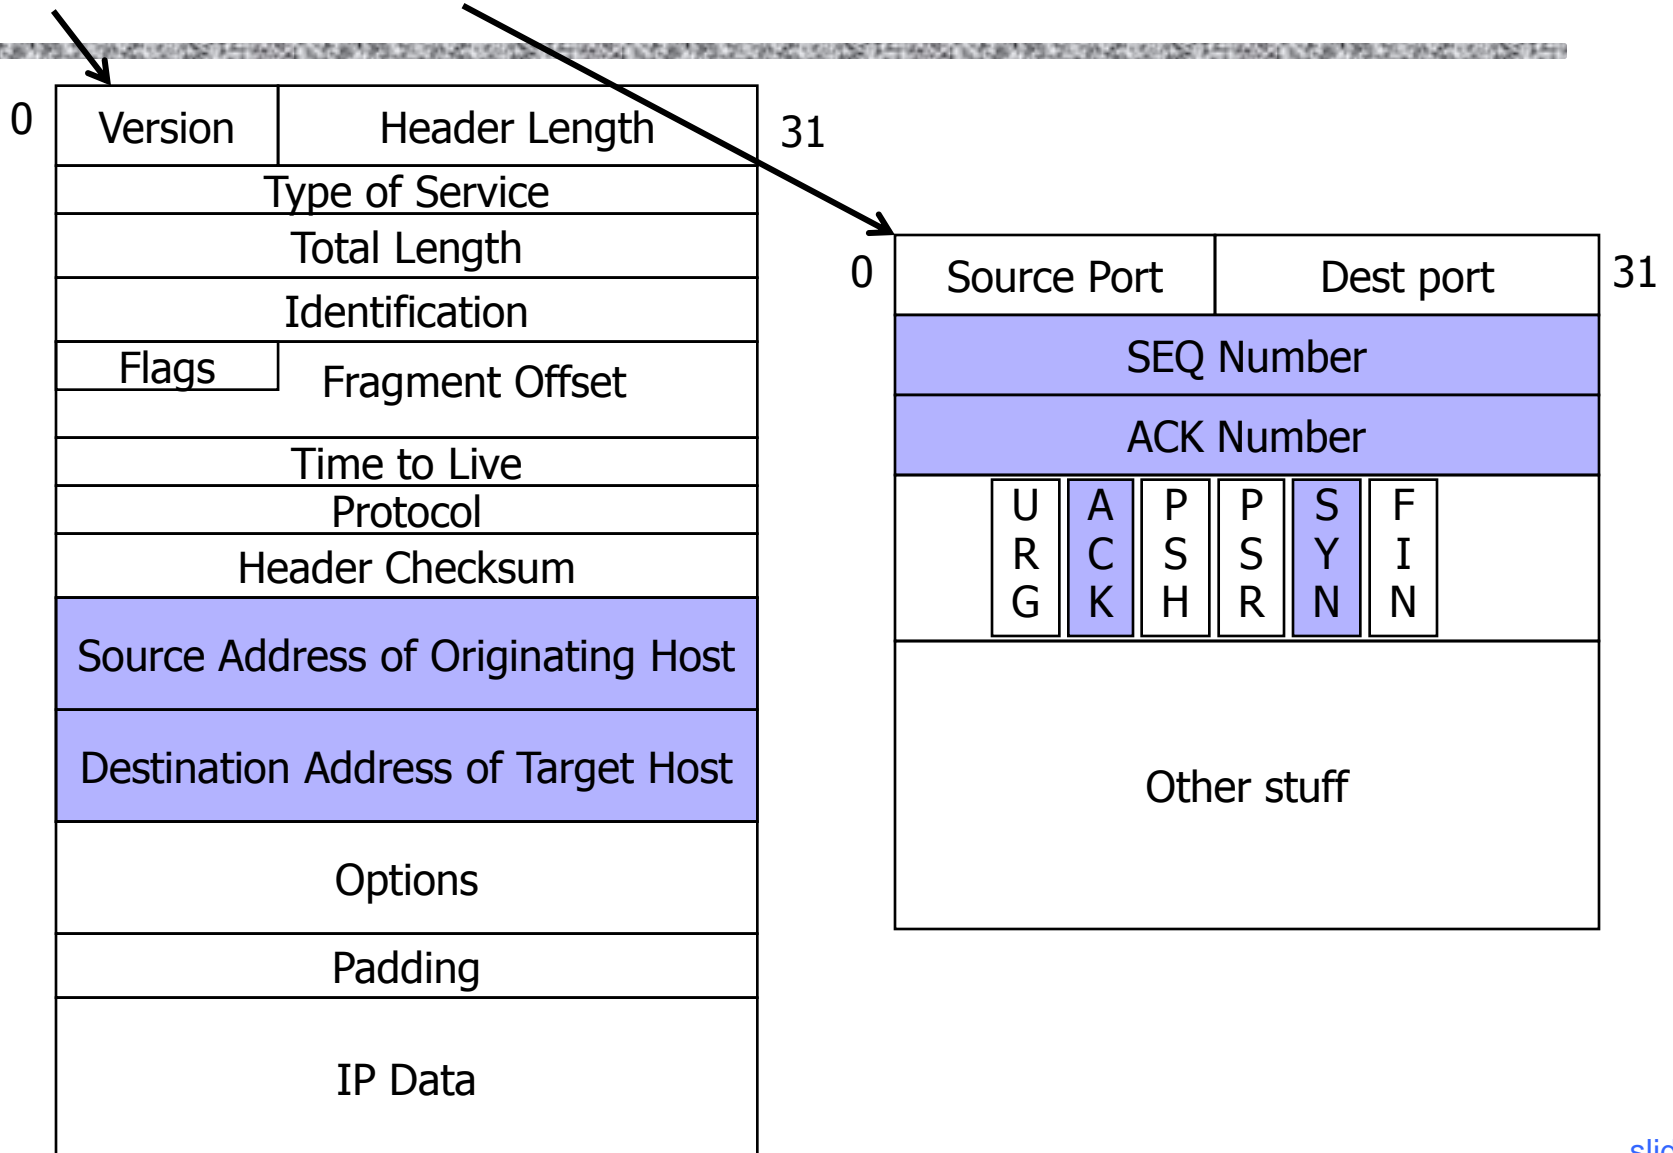 0
Version
Header Length
31
Type of Service
Total Length
Identification
Flags
Fragment Offset
Time to Live
Protocol
Header Checksum
Source Address of Originating Host
Destination Address of Target Host
Options
Padding
IP Data
0
Source Port
Dest port
31
SEQ Number
ACK Number
URG
ACK
PSH
PSR
SYN
FIN
Other stuff